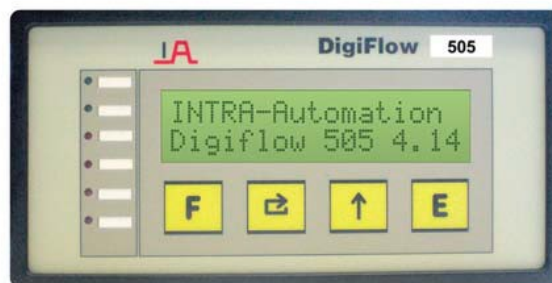 IA
DigiFlow 505
INTRA-Automation
Digiflow 505 4.14
F
E